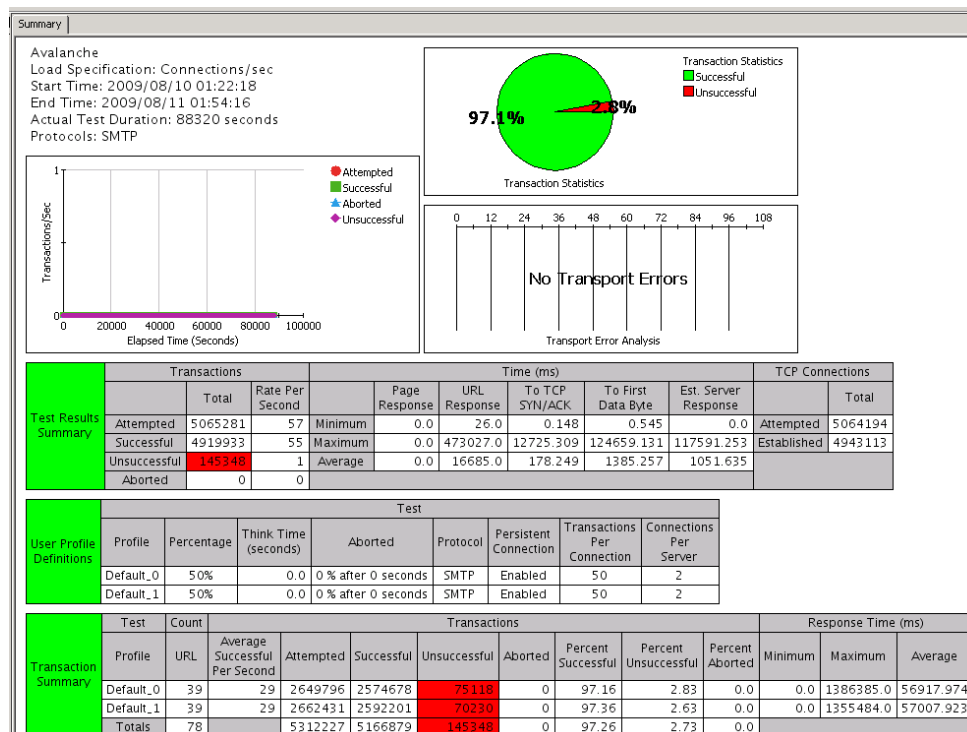 Summary
Avalanche
Load Specification: Connections/sec
Start Time: 2009/08/10 01:22:18
End Time: 2009/08/11 01:54:16
Actual Test Duration: 88320 seconds
Protocols: SMTP
Transaction Statistics
Successful
Unsuccessful
97.1%
2.8%
Transaction Statistics
1
Transactions/Sec
0
0 20000 40000 60000 80000 100000
Elapsed Time (Seconds)
Attempted
Successful
Aborted
Unsuccessful
0 12 24 36 48 60 72 84 96 108
No Transport Errors
Transport Error Analysis
Test Results Summary
Transactions Time (ms) TCP Connections
Total Rate Per Second Page Response URL Response To TCP SYN/ACK To First Data Byte Est. Server Response Total
Attempted 5065281 57 Minimum 0.0 26.0 0.148 0.545 0.0 Attempted 5064194
Successful 4919933 55 Maximum 0.0 473027.0 12725.309 124659.131 117591.253 Established 4943113
Unsuccessful 145348 1 Average 0.0 16685.0 178.249 1385.257 1051.635
Aborted 0 0
User Profile Definitions
Test
Profile Percentage Think Time (seconds) Aborted Protocol Persistent Connection Transactions Per Connection Connections Per Server
Default_0 50% 0.0 0 % after 0 seconds SMTP Enabled 50 2
Default_1 50% 0.0 0 % after 0 seconds SMTP Enabled 50 2
Transaction Summary
Test Count Transactions Response Time (ms)
Profile URL Average Successful Per Second Attempted Successful Unsuccessful Aborted Percent Successful Percent Unsuccessful Percent Aborted Minimum Maximum Average
Default_0 39 29 2649796 2574678 75118 0 97.16 2.83 0.0 0.0 1386385.0 56917.974
Default_1 39 29 2662431 2592201 70230 0 97.36 2.63 0.0 0.0 1355484.0 57007.923
Totals 78 5312227 5166879 145348 0 97.26 2.73 0.0